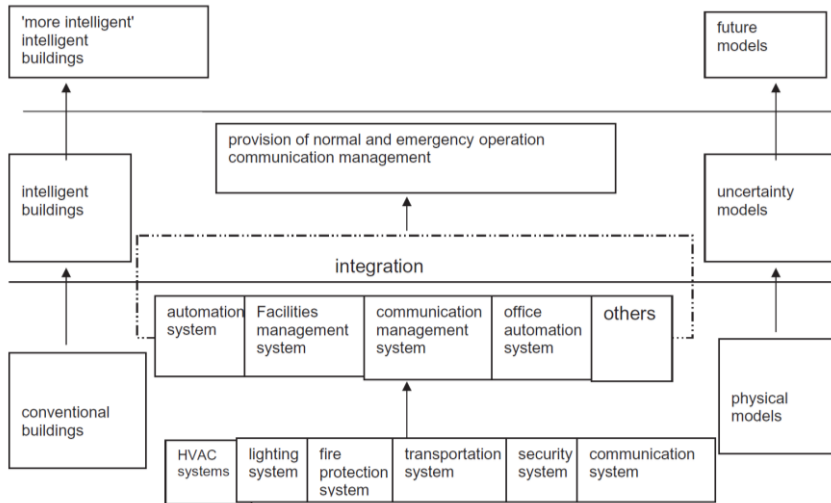 'more intelligent'
intelligent
buildings
future
models
provision of normal and emergency operation
communication management
intelligent
buildings
uncertainty
models
integration
automation
system
Facilities
management
system
communication
management
system
office
automation
system
others
conventional
buildings
physical
models
HVAC
systems
lighting
system
fire
protection
system
transportation
system
security
system
communication
system